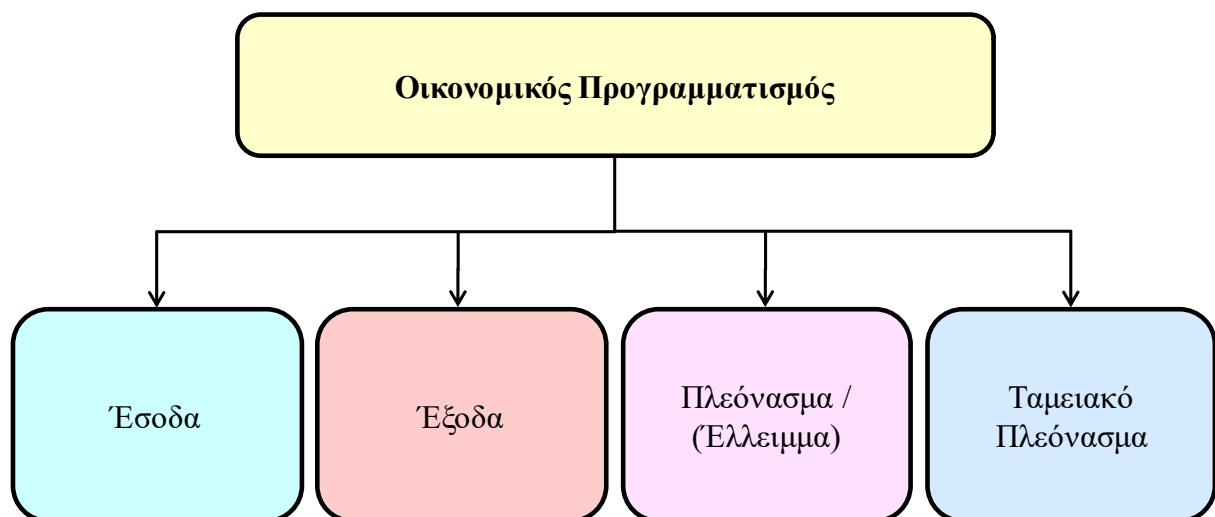 Οικονομικός Προγραμματισμός
Έσοδα
Έξοδα
Πλεόνασμα /
(Έλλειμμα)
Ταμειακό
Πλεόνασμα